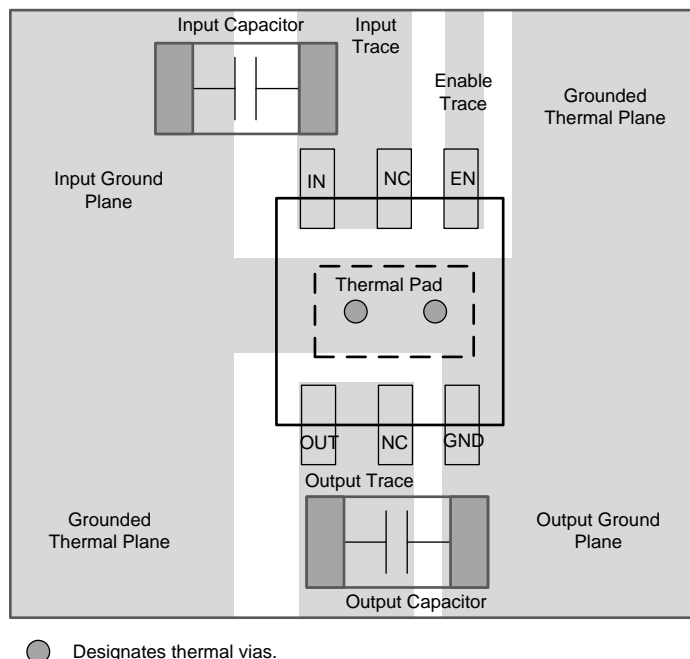 Input Capacitor
Input
Trace
Enable
Trace
Grounded
Thermal Plane
Input Ground
Plane
IN
NC
EN
Thermal Pad
OUT
NC
GND
Output Trace
Grounded
Thermal Plane
Output Ground
Plane
Output Capacitor
Designates thermal vias.